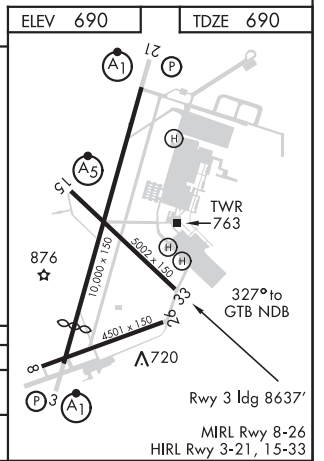 ELEV 690
TDZE 690
A1
21
P
H
A5
15
TWR
763
876
10,000 x 150
5002 x 150
H
H
33
327° to
GTB NDB
4501 x 150
26
8
720
P
3
A1
Rwy 3 ldg 8637'
MIRL Rwy 8-26
HIRL Rwy 3-21, 15-33